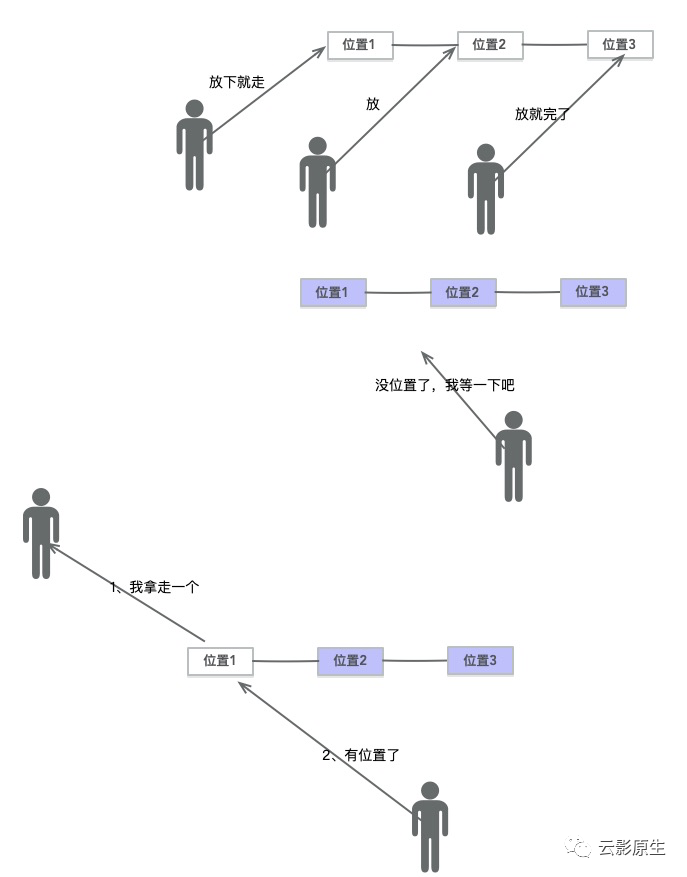 位置1
位置2
位置3
放下就走
放
放就完了
位置1
位置2
位置3
没位置了，我等一下吧
1、我拿走一个
位置1
位置2
位置3
2、有位置了
云影原生